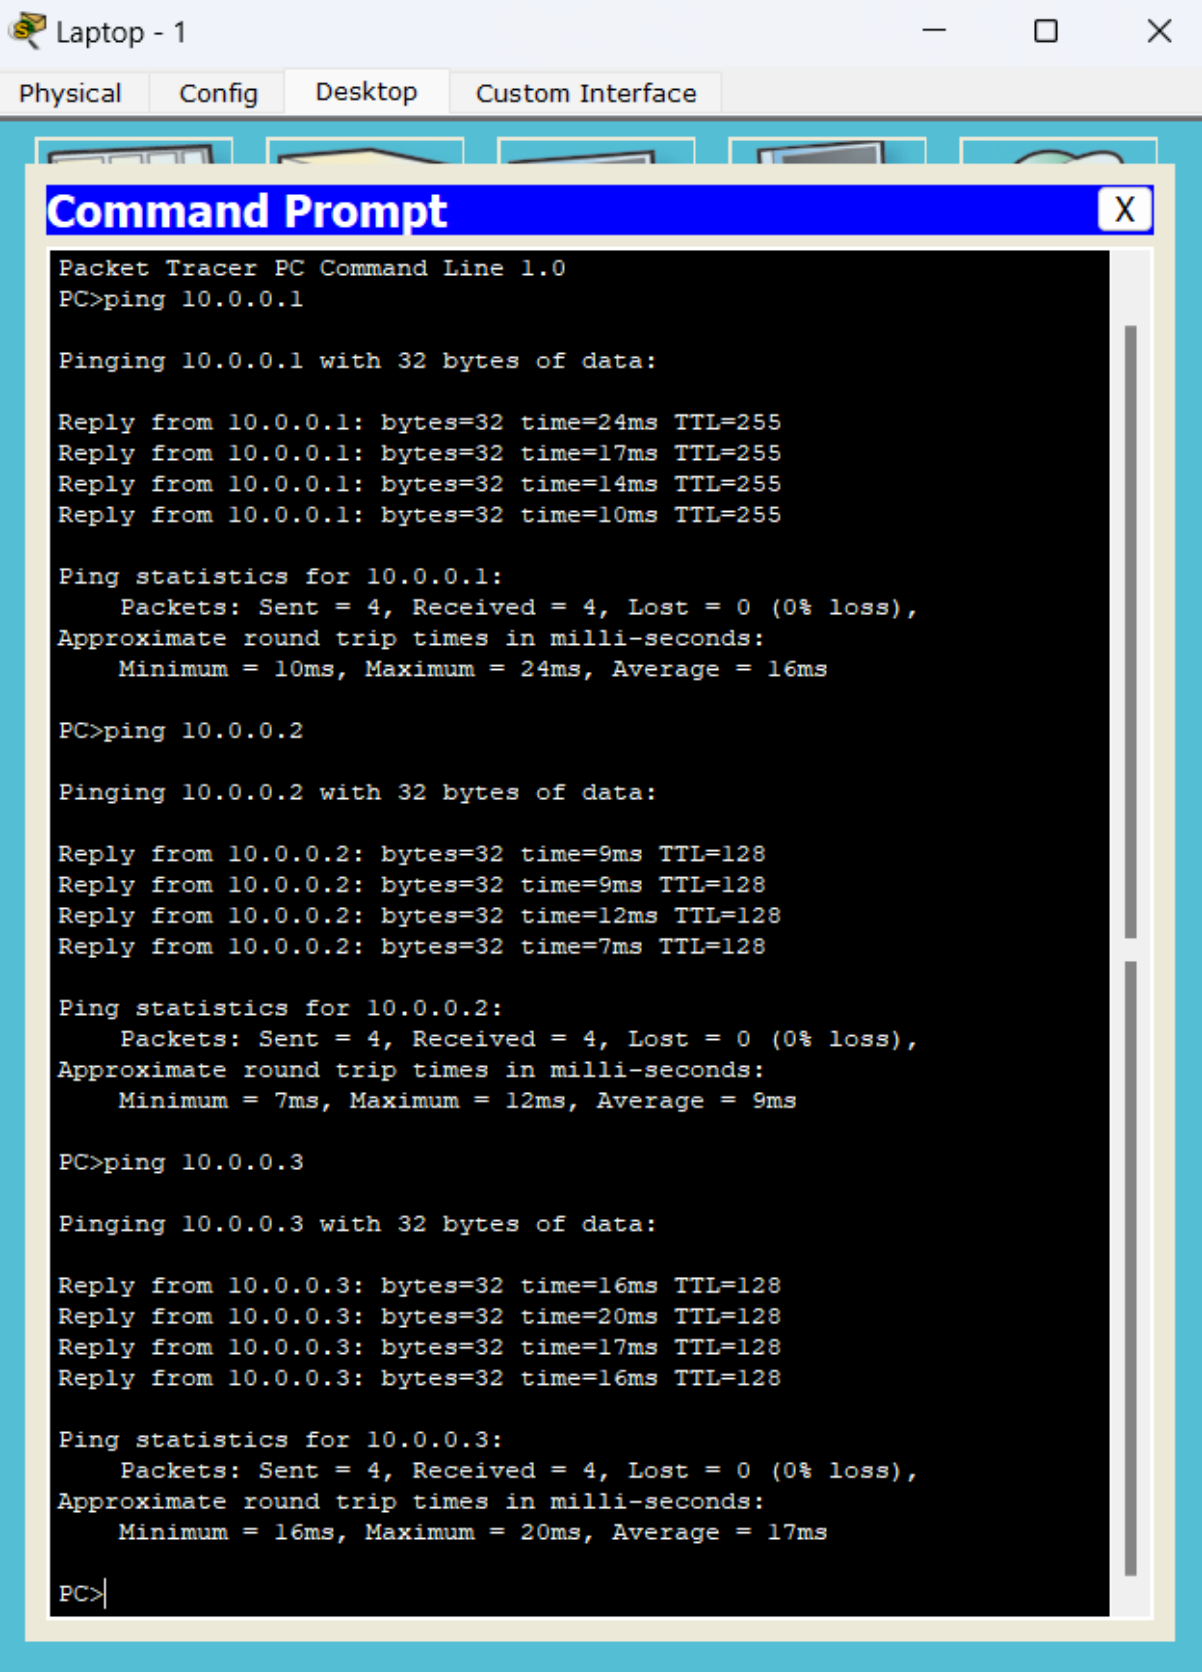 Laptop - 1
Physical Config Desktop Custom Interface
Command Prompt X
Packet Tracer PC Command Line 1.0
PC>ping 10.0.0.1
Pinging 10.0.0.1 with 32 bytes of data:
Reply from 10.0.0.1: bytes=32 time=24ms TTL=255
Reply from 10.0.0.1: bytes=32 time=17ms TTL=255
Reply from 10.0.0.1: bytes=32 time=14ms TTL=255
Reply from 10.0.0.1: bytes=32 time=10ms TTL=255
Ping statistics for 10.0.0.1:
Packets: Sent = 4, Received = 4, Lost = 0 (0% loss),
Approximate round trip times in milli-seconds:
Minimum = 10ms, Maximum = 24ms, Average = 16ms
PC>ping 10.0.0.2
Pinging 10.0.0.2 with 32 bytes of data:
Reply from 10.0.0.2: bytes=32 time=9ms TTL=128
Reply from 10.0.0.2: bytes=32 time=9ms TTL=128
Reply from 10.0.0.2: bytes=32 time=12ms TTL=128
Reply from 10.0.0.2: bytes=32 time=7ms TTL=128
Ping statistics for 10.0.0.2:
Packets: Sent = 4, Received = 4, Lost = 0 (0% loss),
Approximate round trip times in milli-seconds:
Minimum = 7ms, Maximum = 12ms, Average = 9ms
PC>ping 10.0.0.3
Pinging 10.0.0.3 with 32 bytes of data:
Reply from 10.0.0.3: bytes=32 time=16ms TTL=128
Reply from 10.0.0.3: bytes=32 time=20ms TTL=128
Reply from 10.0.0.3: bytes=32 time=17ms TTL=128
Reply from 10.0.0.3: bytes=32 time=16ms TTL=128
Ping statistics for 10.0.0.3:
Packets: Sent = 4, Received = 4, Lost = 0 (0% loss),
Approximate round trip times in milli-seconds:
Minimum = 16ms, Maximum = 20ms, Average = 17ms
PC>